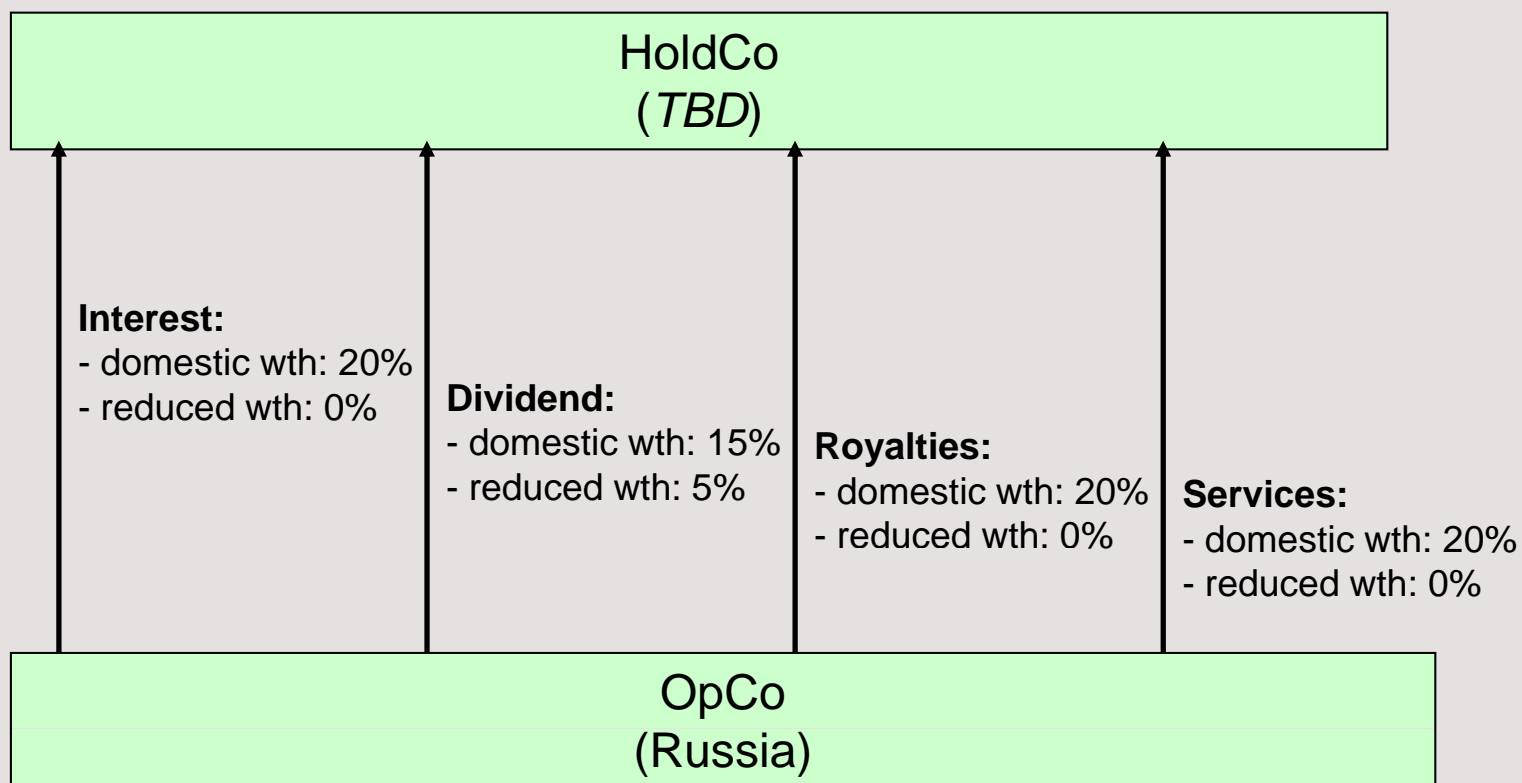 HoldCo
(TBD)
Interest:
- domestic wth: 20%
- reduced wth: 0%
Dividend:
- domestic wth: 15%
- reduced wth: 5%
Royalties:
- domestic wth: 20%
- reduced wth: 0%
Services:
- domestic wth: 20%
- reduced wth: 0%
OpCo
(Russia)